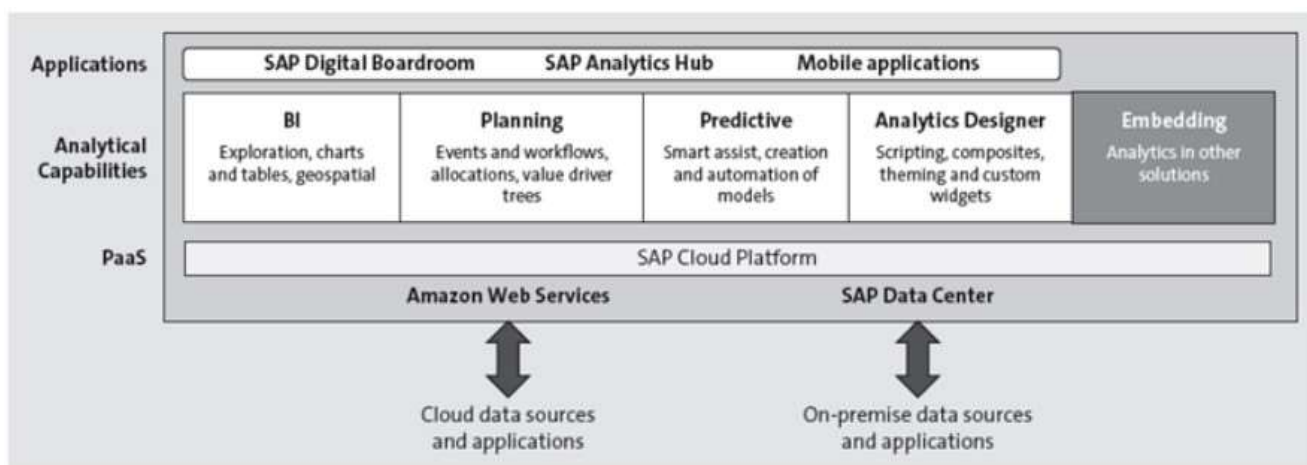 Applications
SAP Digital Boardroom SAP Analytics Hub Mobile applications
Analytical
Capabilities
BI
Exploration, charts
and tables, geospatial
Planning
Events and workflows,
allocations, value driver
trees
Predictive
Smart assist, creation
and automation of
models
Analytics Designer
Scripting, composites,
theming and custom
widgets
Embedding
Analytics in other
solutions
PaaS
SAP Cloud Platform
Amazon Web Services SAP Data Center
Cloud data sources
and applications
On-premise data sources
and applications